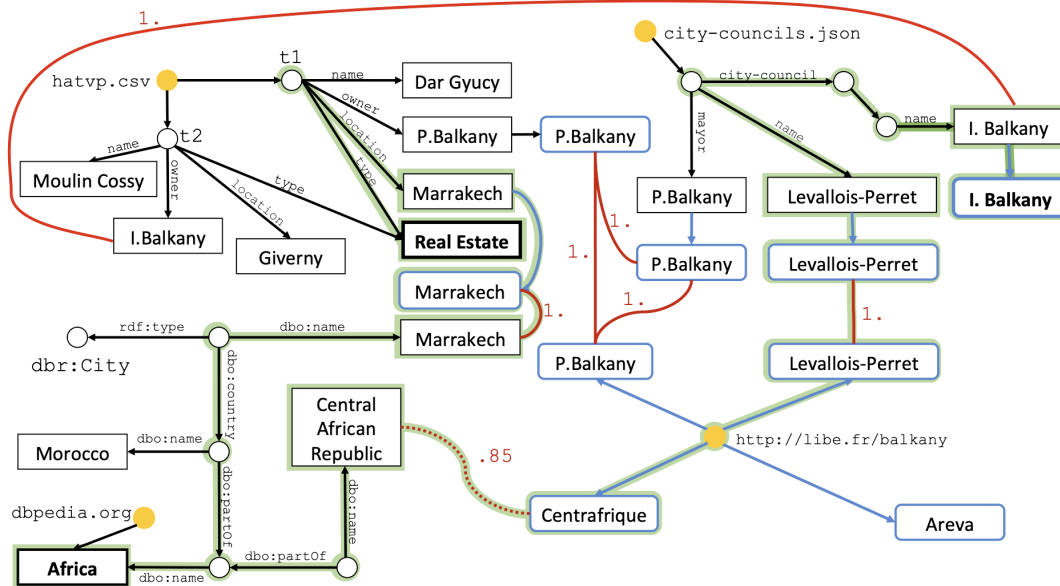 1.
city-councils.json
t1
hatvp.csv
name
Dar Gyucy
city-council
owner
P.Balkany
P.Balkany
location
type
mayor
name
name
I. Balkany
t2
name
owner
type
location
Moulin Cossy
Marrakech
P.Balkany
Levallois-Perret
I. Balkany
I.Balkany
Real Estate
1.
Giverny
1.
P.Balkany
Levallois-Perret
Marrakech
1.
1.
1.
rdf:type
dbo:name
Marrakech
dbr:City
P.Balkany
Levallois-Perret
dbo:country
Central
African
Republic
Morocco
dbo:name
.85
http://libe.fr/balkany
dbo:partOf
dbo:name
dbpedia.org
Centrafrique
Areva
Africa
dbo:name
dbo:partOf